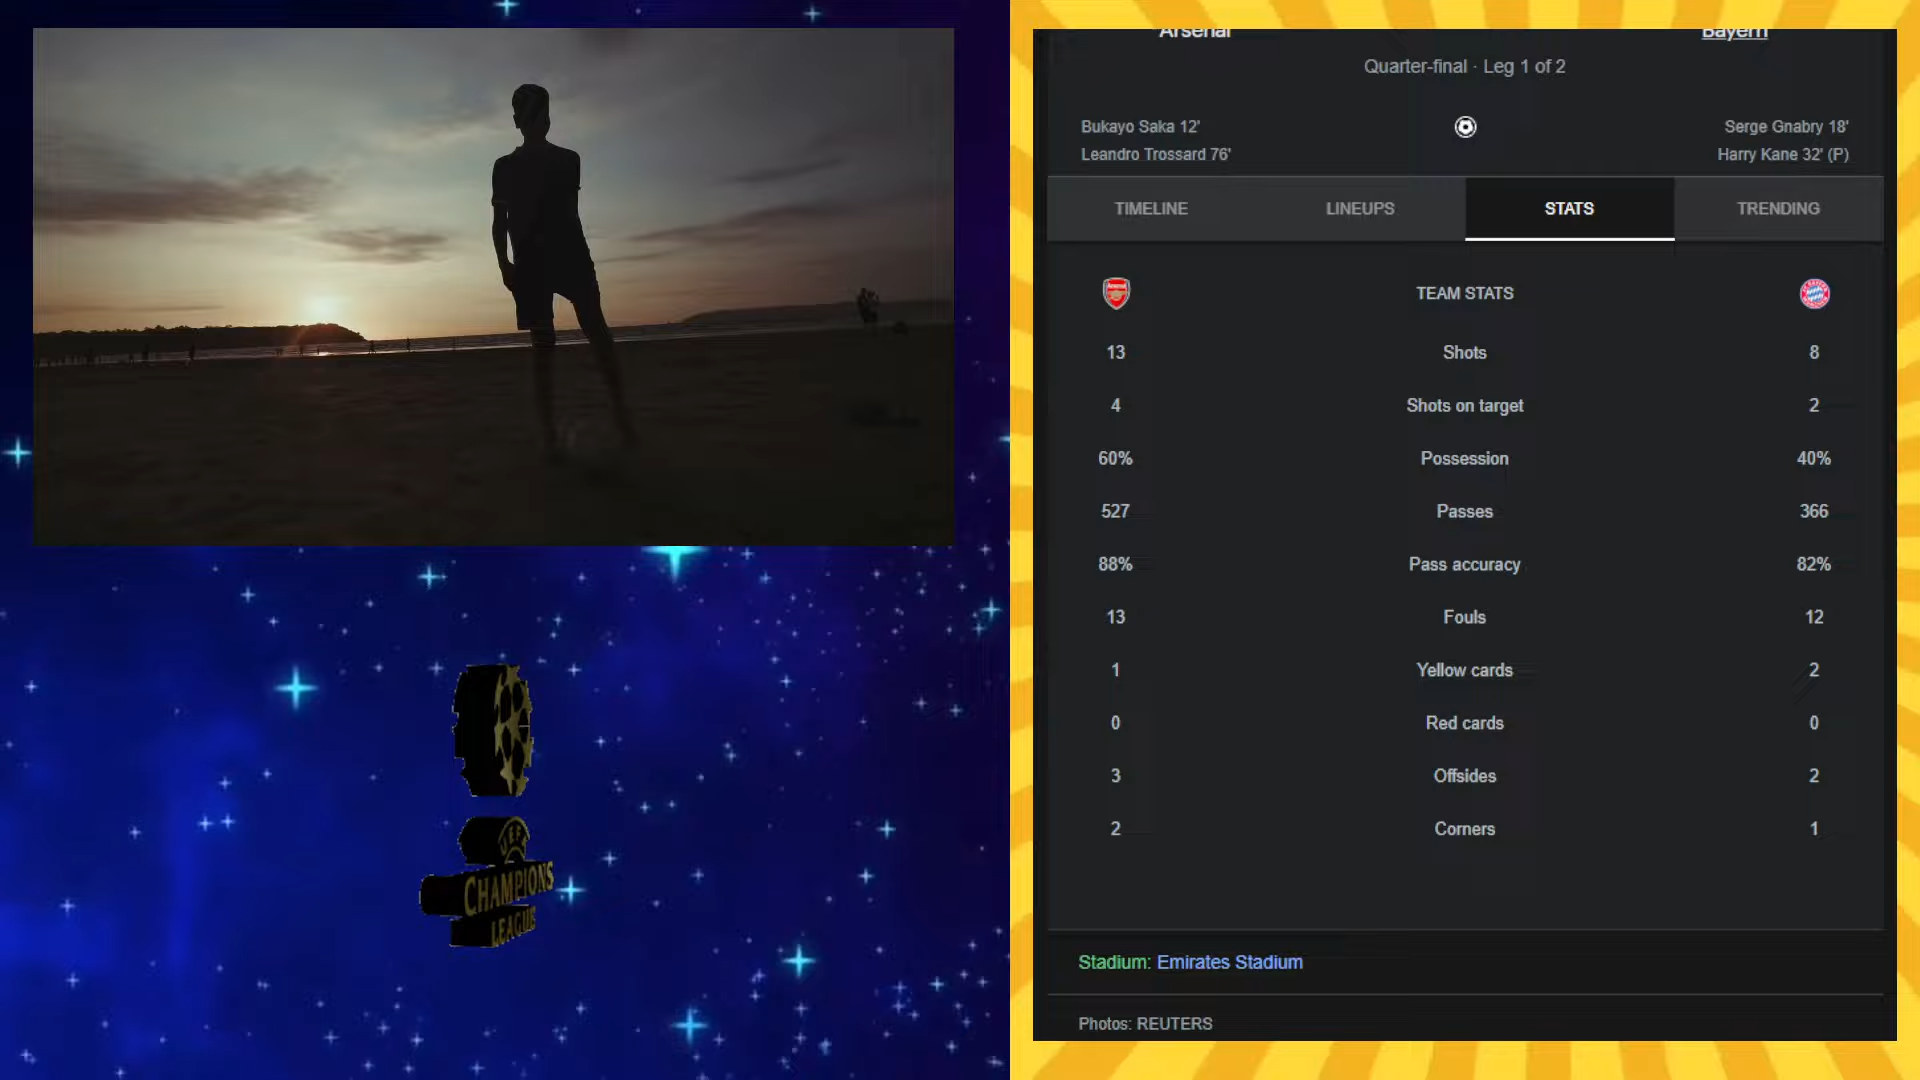 Arsenal Bayern
Quarter-final · Leg 1 of 2
Bukayo Saka 12' Serge Gnabry 18'
Leandro Trossard 76' Harry Kane 32' (P)
TIMELINE LINEUPS STATS TRENDING
TEAM STATS
13 Shots 8
4 Shots on target 2
60% Possession 40%
527 Passes 366
88% Pass accuracy 82%
13 Fouls 12
1 Yellow cards 2
0 Red cards 0
3 Offsides 2
2 Corners 1
Stadium: Emirates Stadium
Photos: REUTERS
UEFA
CHAMPIONS
LEAGUE